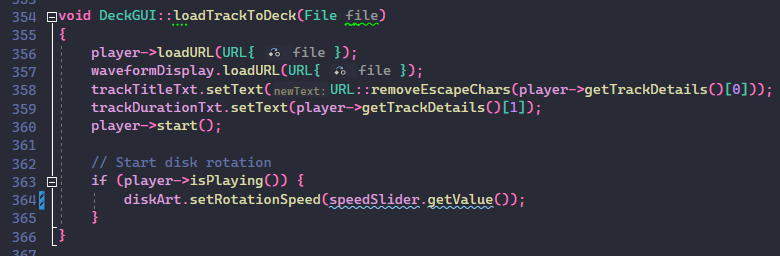 354 void DeckGUI::loadTrackToDeck(File file)
355 {
356 player->loadURL(URL{ file });
357 waveformDisplay.loadURL(URL{ file });
358 trackTitleTxt.setText(newText:URL::removeEscapeChars(player->getTrackDetails()[0]));
359 trackDurationTxt.setText(player->getTrackDetails()[1]);
360 player->start();
361
362 // Start disk rotation
363 if (player->isPlaying()) {
364 diskArt.setRotationSpeed(speedSlider.getValue());
365 }
366 }